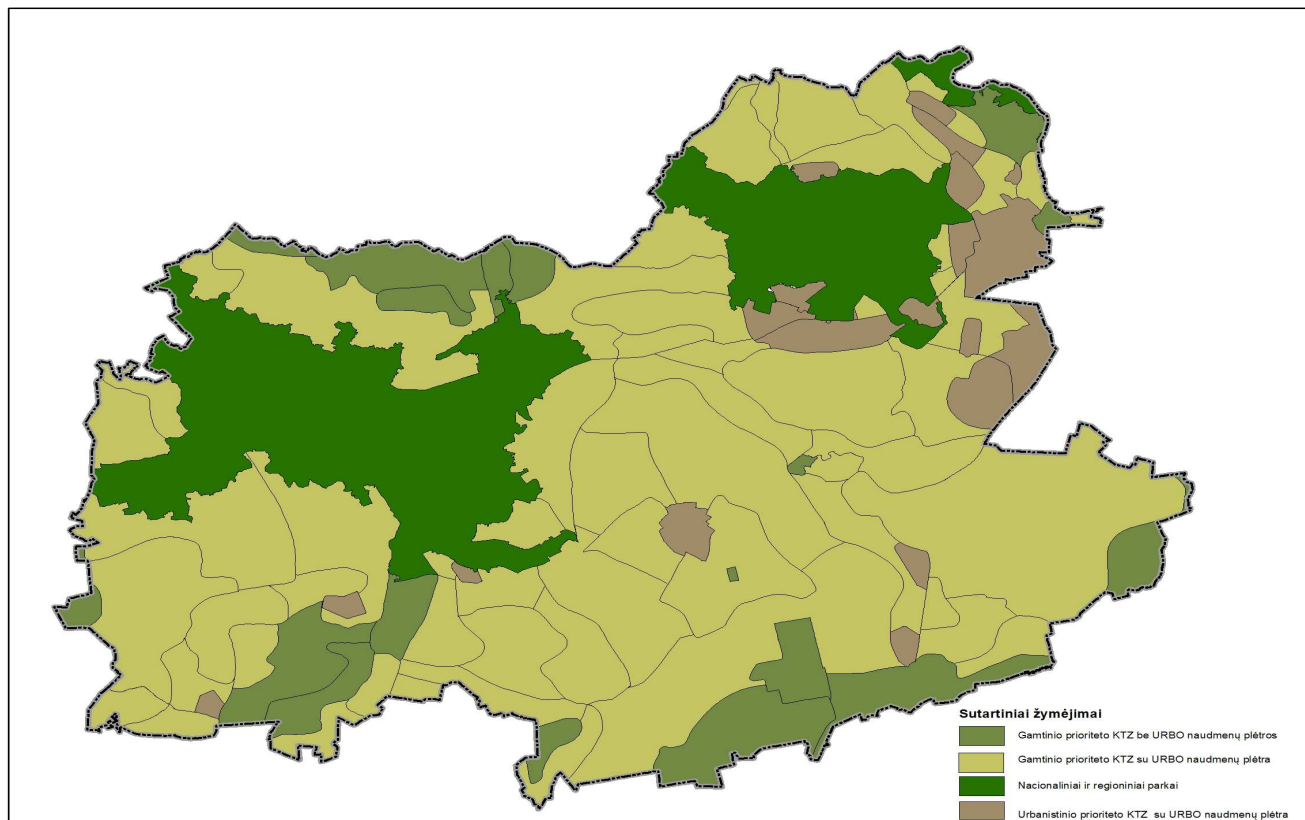 Sutartiniai žymėjimai
Gamtinio prioriteto KTZ be URBO naudmenų plėtros
Gamtinio prioriteto KTZ su URBO naudmenų plėtra
Nacionaliniai ir regioniniai parkai
Urbanistinio prioriteto KTZ su URBO naudmenų plėtra